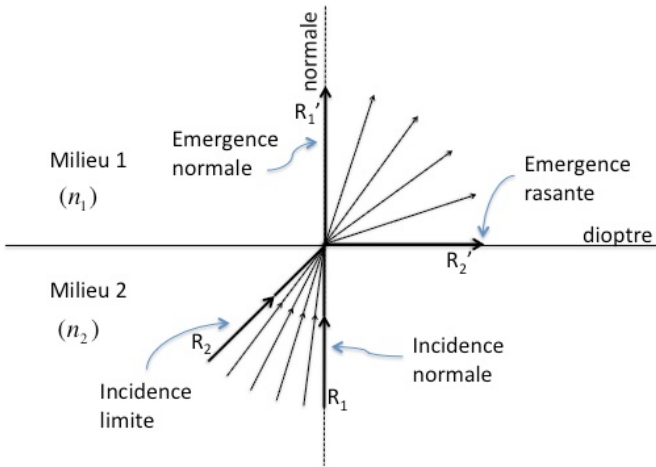 normale
R₁'
Emergence
normale
Milieu 1
(n₁)
Emergence
rasante
dioptre
R₂'
Milieu 2
(n₂)
R₂
Incidence
limite
Incidence
normale
R₁